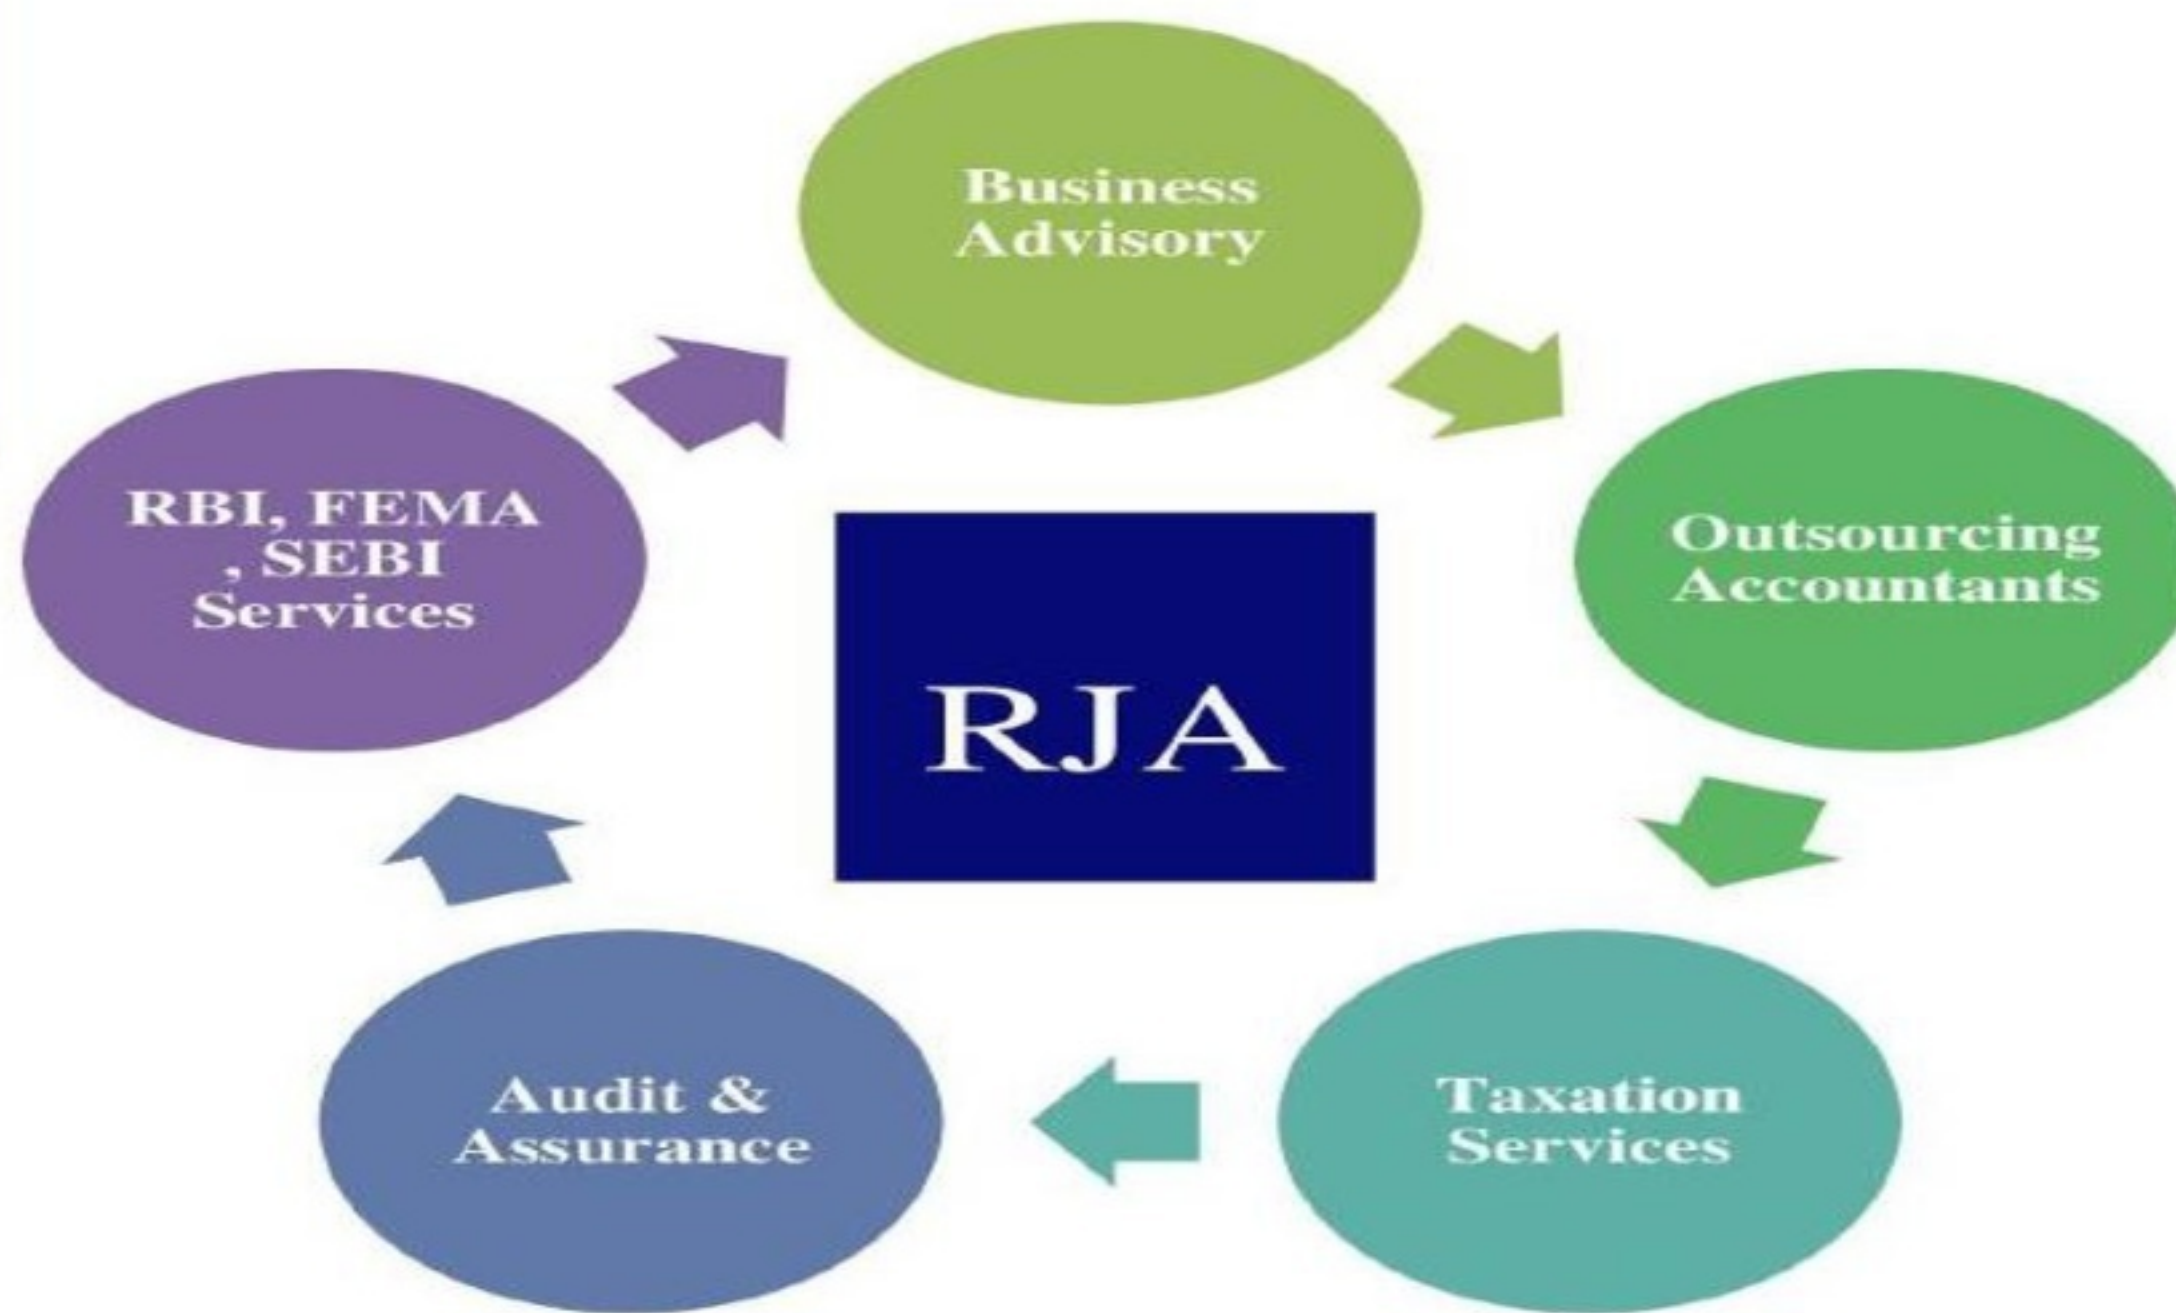 Business
Advisory
Outsourcing
Accountants
Taxation
Services
Audit &
Assurance
RBI, FEMA
, SEBI
Services
RJA